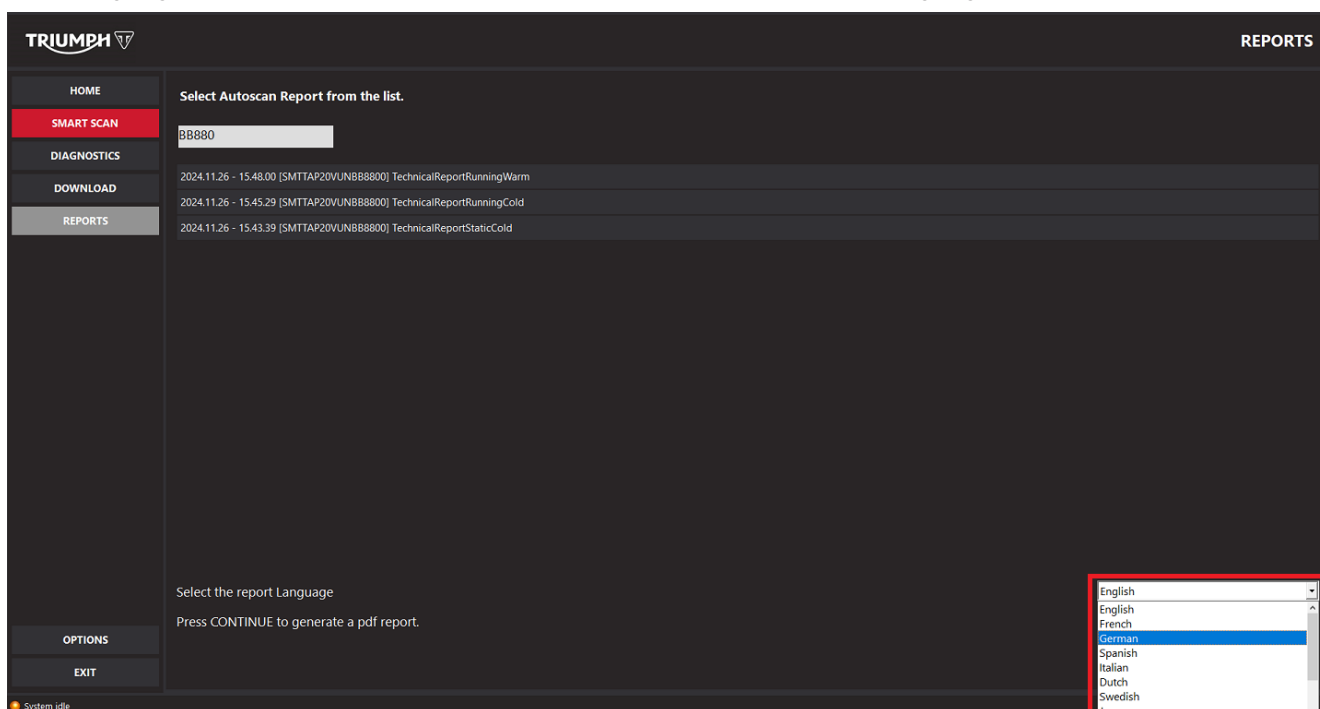 TRIUMPH
REPORTS
HOME
SMART SCAN
DIAGNOSTICS
DOWNLOAD
REPORTS
OPTIONS
EXIT
Select Autoscan Report from the list.
BB880
2024.11.26 - 15.48.00 [SMTTAP20VUNBB8800] TechnicalReportRunningWarm
2024.11.26 - 15.45.29 [SMTTAP20VUNBB8800] TechnicalReportRunningCold
2024.11.26 - 15.43.39 [SMTTAP20VUNBB8800] TechnicalReportStaticCold
Select the report Language
Press CONTINUE to generate a pdf report.
English
English
French
German
Spanish
Italian
Dutch
Swedish
System idle